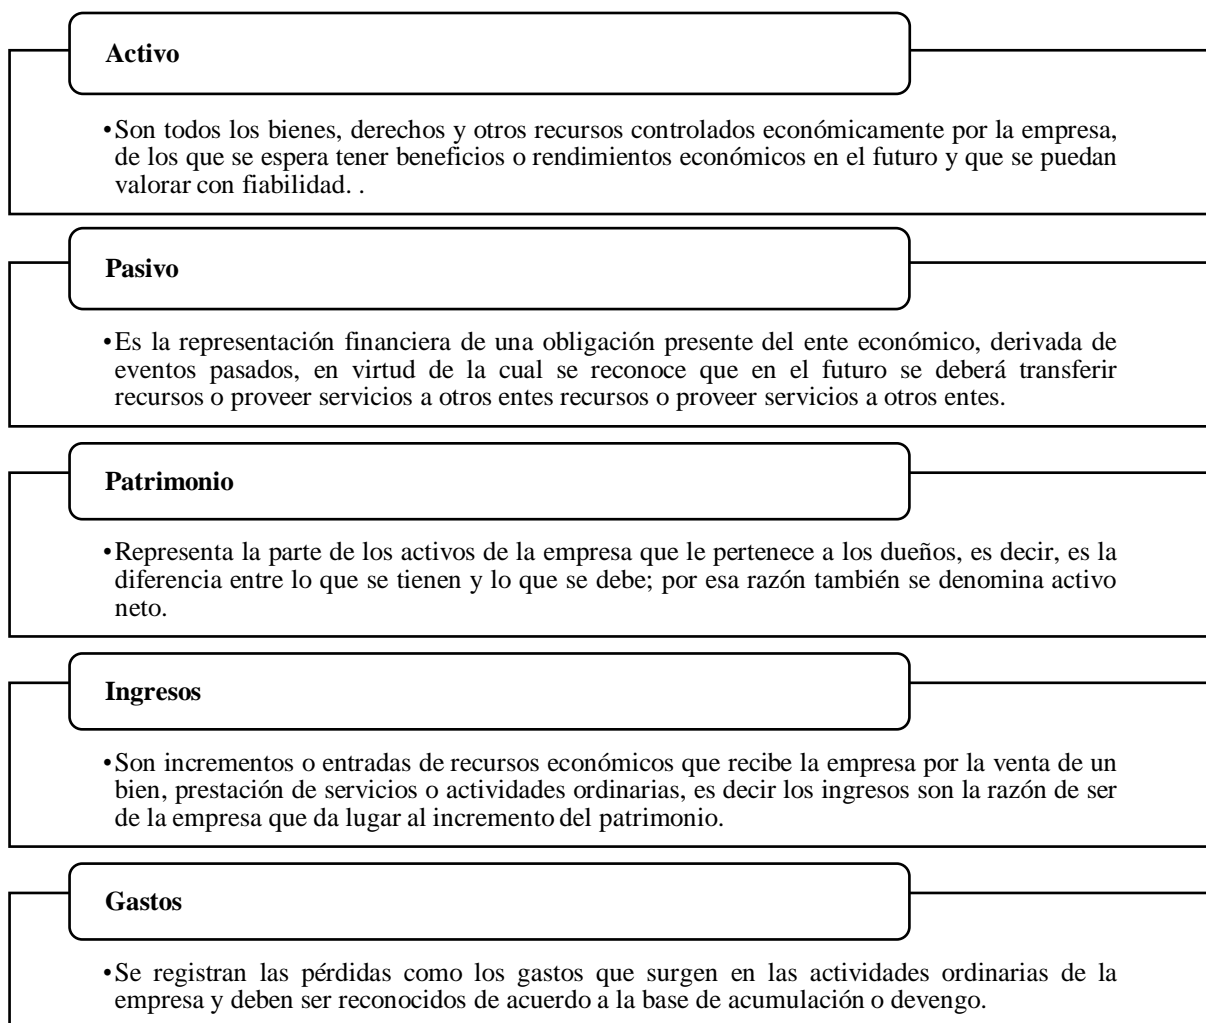 Activo
•Son todos los bienes, derechos y otros recursos controlados económicamente por la empresa,
de los que se espera tener beneficios o rendimientos económicos en el futuro y que se puedan
valorar con fiabilidad. .
Pasivo
•Es la representación financiera de una obligación presente del ente económico, derivada de
eventos pasados, en virtud de la cual se reconoce que en el futuro se deberá transferir
recursos o proveer servicios a otros entes recursos o proveer servicios a otros entes.
Patrimonio
•Representa la parte de los activos de la empresa que le pertenece a los dueños, es decir, es la
diferencia entre lo que se tienen y lo que se debe; por esa razón también se denomina activo
neto.
Ingresos
•Son incrementos o entradas de recursos económicos que recibe la empresa por la venta de un
bien, prestación de servicios o actividades ordinarias, es decir los ingresos son la razón de ser
de la empresa que da lugar al incremento del patrimonio.
Gastos
•Se registran las pérdidas como los gastos que surgen en las actividades ordinarias de la
empresa y deben ser reconocidos de acuerdo a la base de acumulación o devengo.